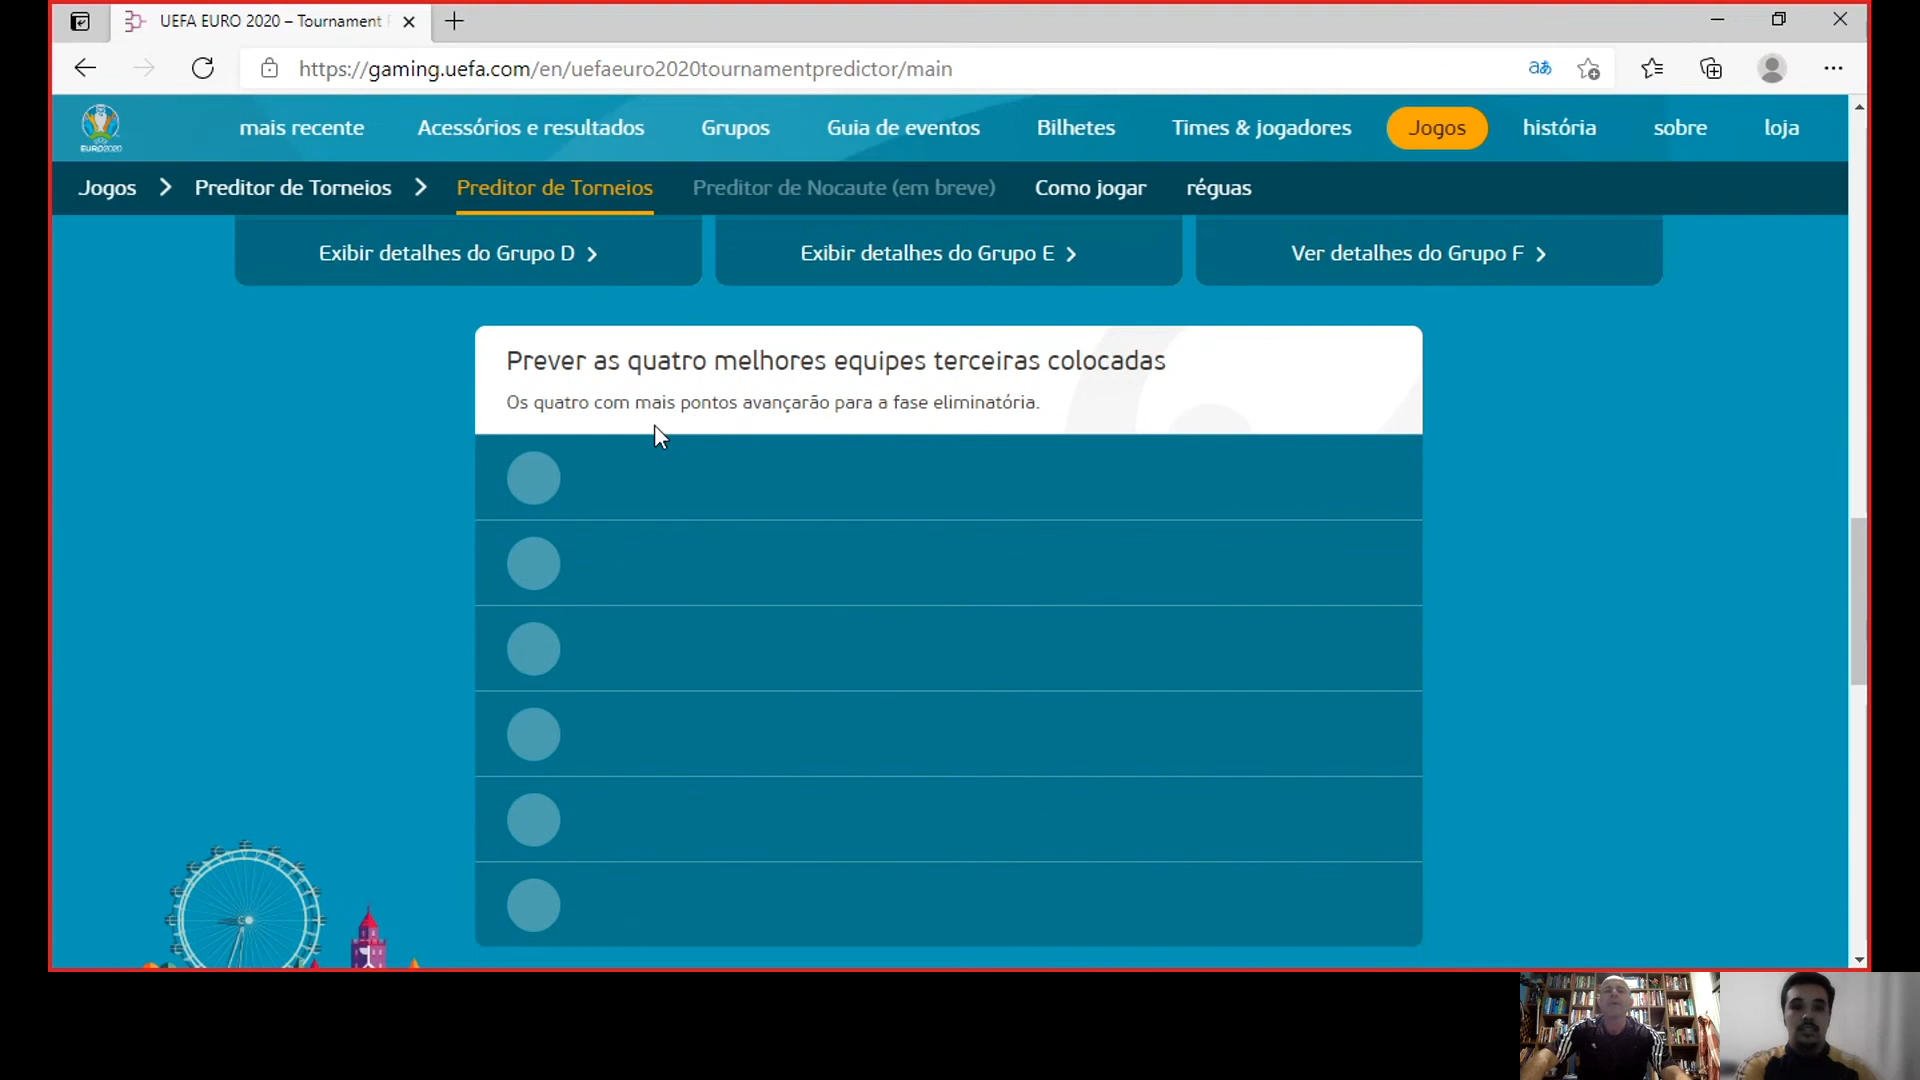 UEFA EURO 2020 – Tournament
https://gaming.uefa.com/en/uefaeuro2020tournamentpredictor/main
EURO2020
mais recente Acessórios e resultados Grupos Guia de eventos Bilhetes Times & jogadores Jogos história sobre loja
Jogos > Preditor de Torneios > Preditor de Torneios Preditor de Nocaute (em breve) Como jogar réguas
Exibir detalhes do Grupo D > Exibir detalhes do Grupo E > Ver detalhes do Grupo F >
Prever as quatro melhores equipes terceiras colocadas
Os quatro com mais pontos avançarão para a fase eliminatória.